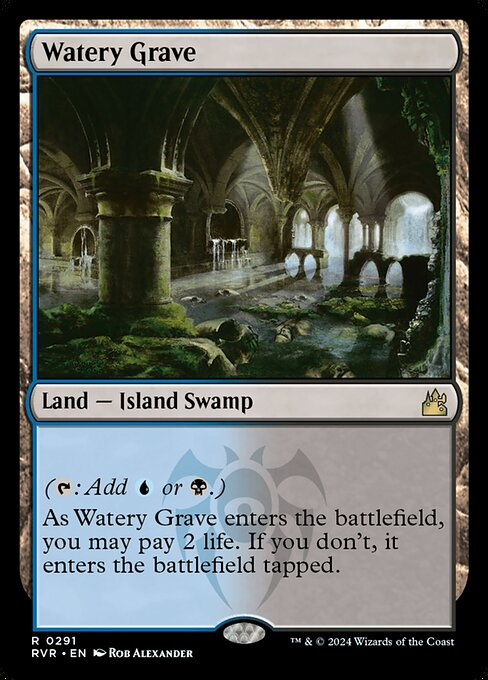 Watery Grave
Land — Island Swamp
(: Add or .)
As Watery Grave enters the battlefield,
you may pay 2 life. If you don't, it
enters the battlefield tapped.
R 0291
RVR • EN Rob Alexander
™ & © 2024 Wizards of the Coast